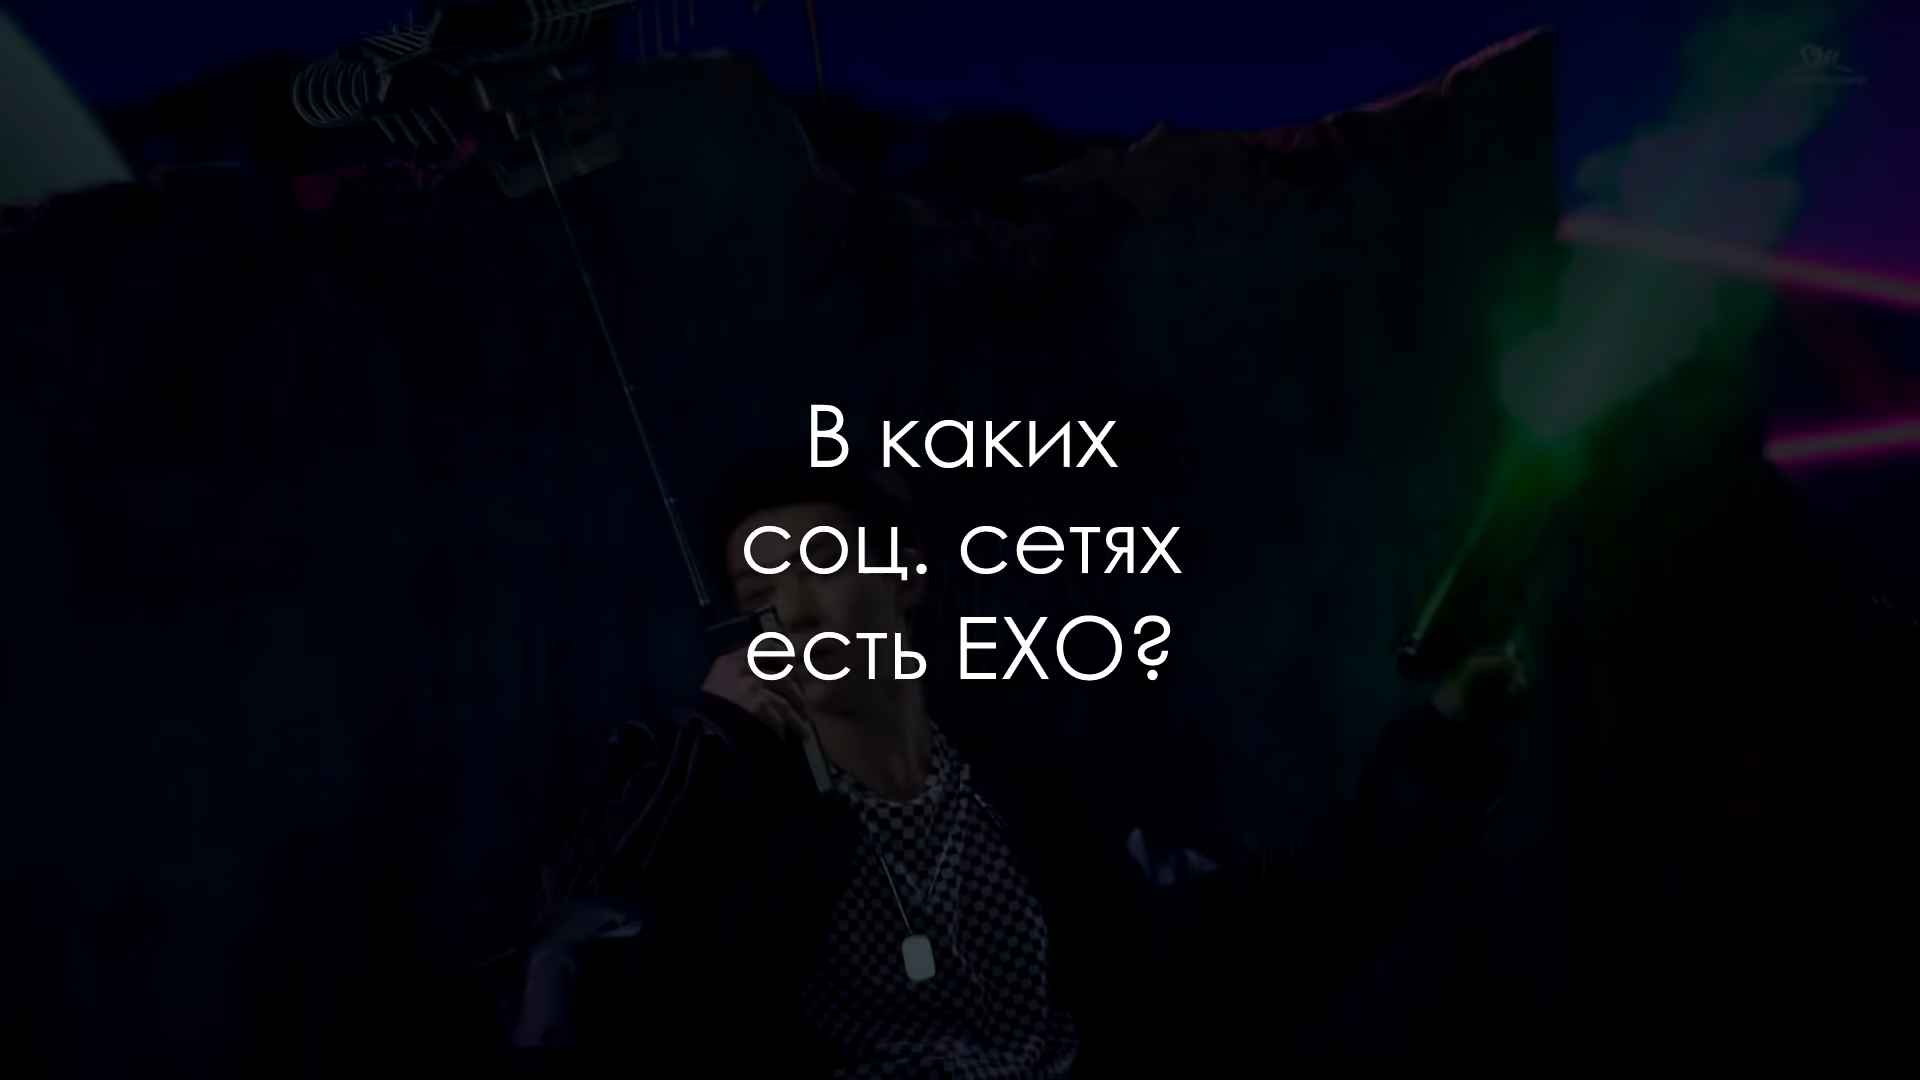 В каких
соц. сетях
есть EXO?